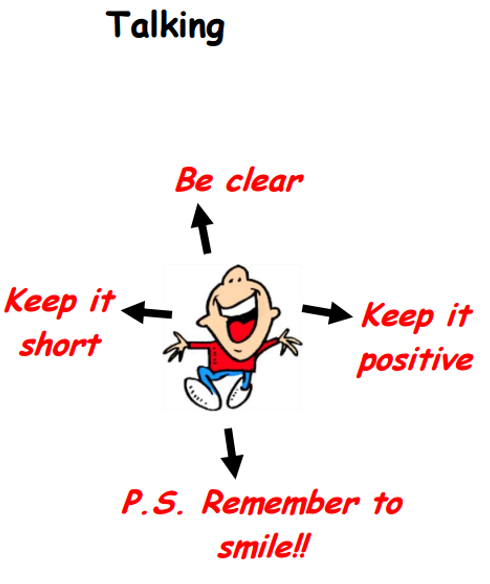 Talking
Be clear
Keep it
short
Keep it
positive
P.S. Remember to
smile!!